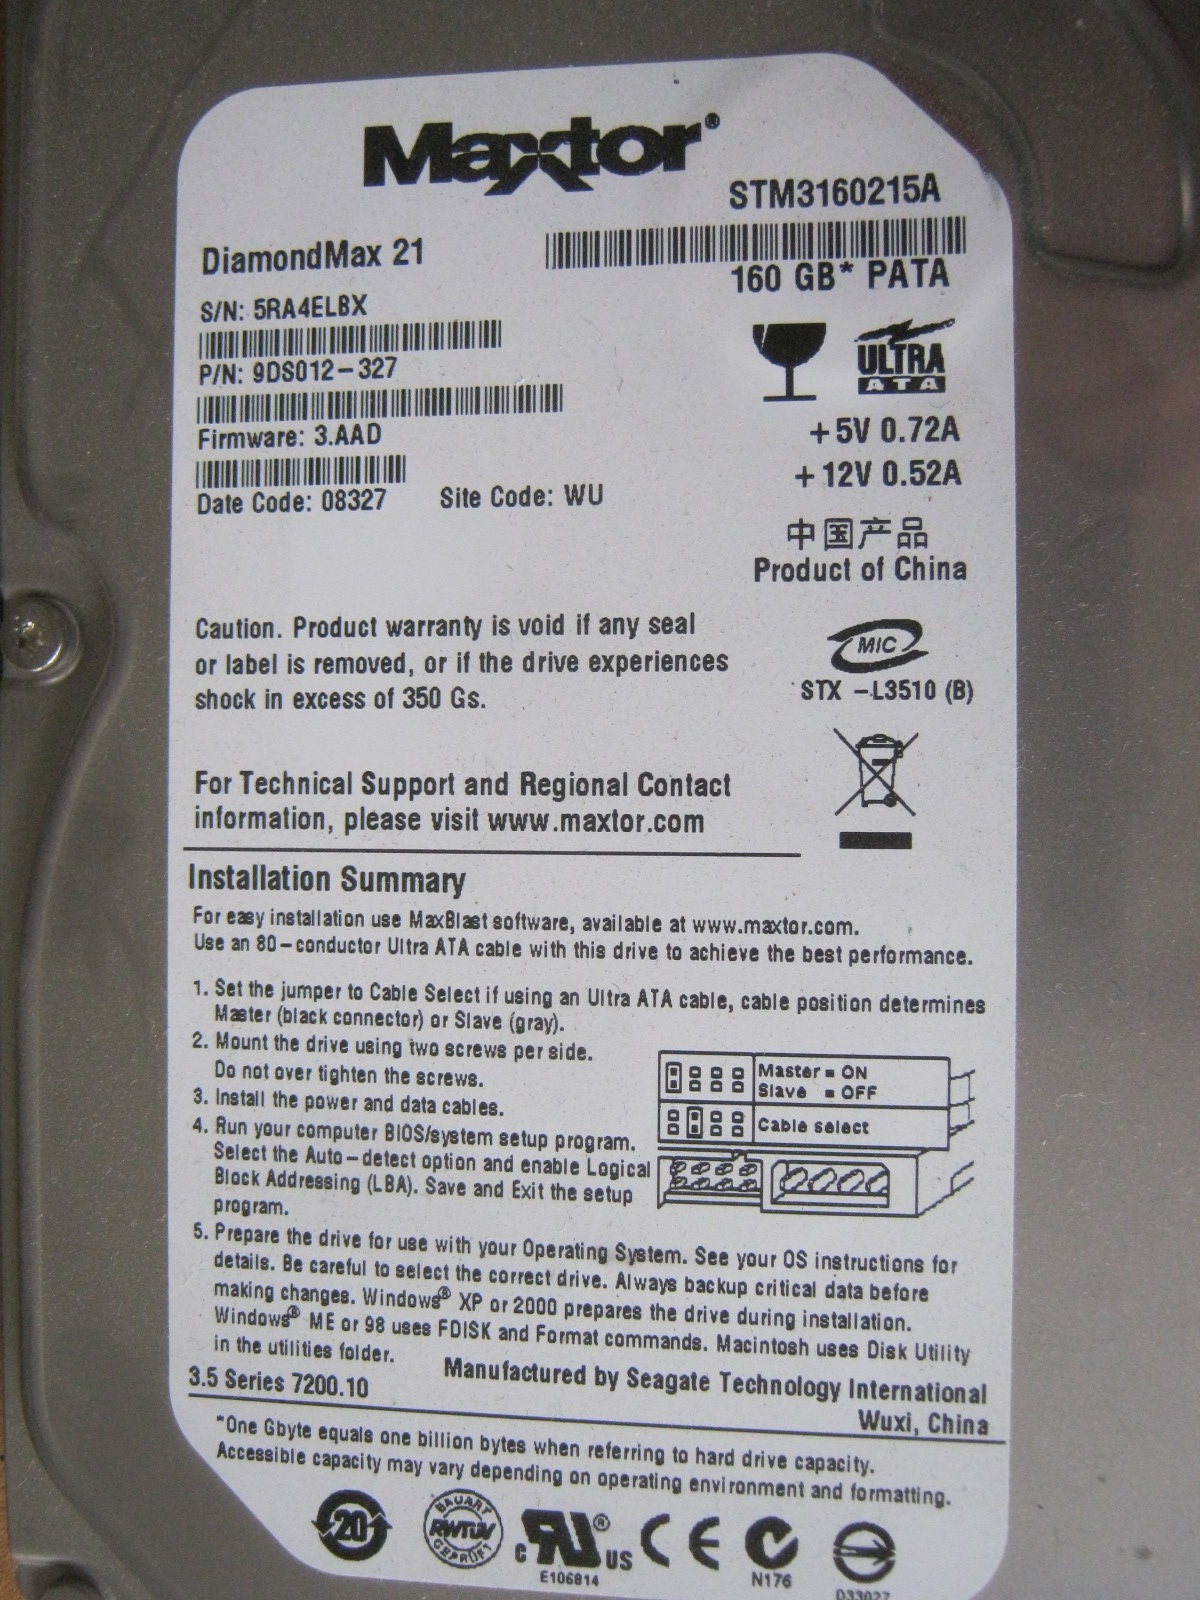 Maxtor®
STM3160215A
DiamondMax 21
160 GB* PATA
S/N: 5RA4ELBX
P/N: 9DS012-327
ULTRA
ATA
Firmware: 3.AAD
+5V 0.72A
+12V 0.52A
Date Code: 08327 Site Code: WU
中国产品
Product of China
Caution. Product warranty is void if any seal
or label is removed, or if the drive experiences
shock in excess of 350 Gs.
MIC
STX -L3510 (B)
For Technical Support and Regional Contact
information, please visit www.maxtor.com
Installation Summary
For easy installation use MaxBlast software, available at www.maxtor.com.
Use an 80-conductor Ultra ATA cable with this drive to achieve the best performance.
1. Set the jumper to Cable Select if using an Ultra ATA cable, cable position determines
Master (black connector) or Slave (gray).
2. Mount the drive using two screws per side.
Do not over tighten the screws.
3. Install the power and data cables.
4. Run your computer BIOS/system setup program.
Select the Auto-detect option and enable Logical
Block Addressing (LBA). Save and Exit the setup
program.
Master = ON
Slave = OFF
Cable select
5. Prepare the drive for use with your Operating System. See your OS instructions for
details. Be careful to select the correct drive. Always backup critical data before
making changes. Windows® XP or 2000 prepares the drive during installation.
Windows® ME or 98 uses FDISK and Format commands. Macintosh uses Disk Utility
in the utilities folder.
3.5 Series 7200.10
Manufactured by Seagate Technology International
Wuxi, China
*One Gbyte equals one billion bytes when referring to hard drive capacity.
Accessible capacity may vary depending on operating environment and formatting.
20
BAUART
RWTÜV
GEPRÜFT
c RU® US
E106814
CE
N176
D33027